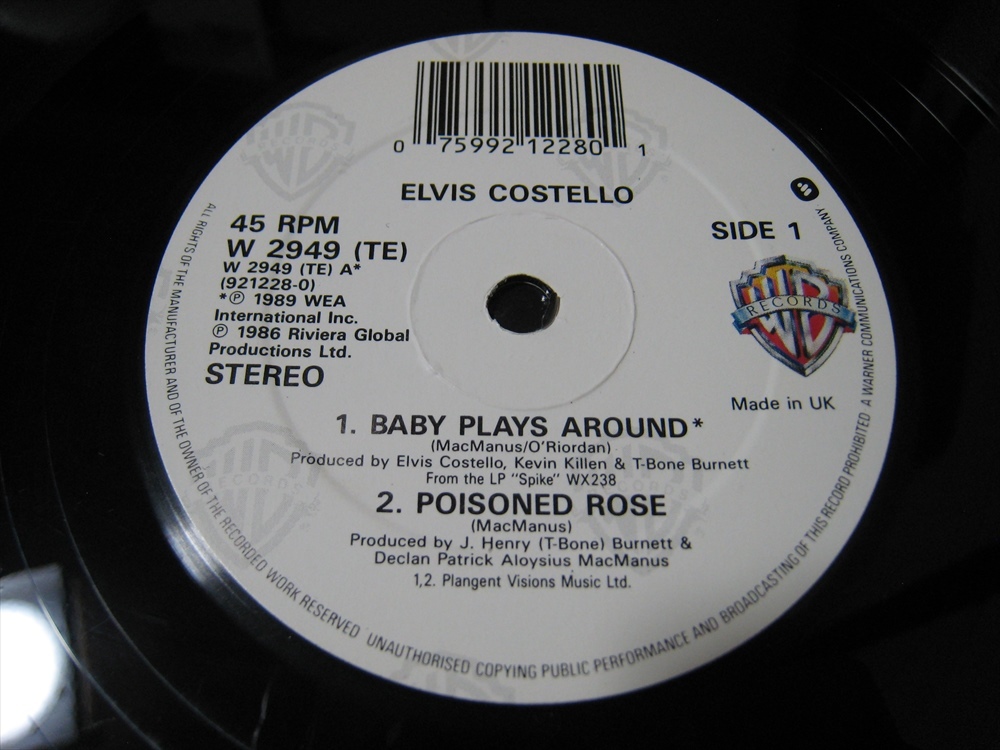 0 75992 12280 1
ELVIS COSTELLO
45 RPM
W 2949 (TE)
W 2949 (TE) A*
(921228-0)
*℗ 1989 WEA
International Inc.
℗ 1986 Riviera Global
Productions Ltd.
STEREO
SIDE 1
W RECORDS
Made in UK
1. BABY PLAYS AROUND*
(MacManus/O'Riordan)
Produced by Elvis Costello, Kevin Killen & T-Bone Burnett
From the LP "Spike" WX238
2. POISONED ROSE
(MacManus)
Produced by J. Henry (T-Bone) Burnett &
Declan Patrick Aloysius MacManus
1,2. Plangent Visions Music Ltd.
ALL RIGHTS OF THE MANUFACTURER AND OF THE OWNER OF THE RECORDED WORK RESERVED UNAUTHORISED COPYING PUBLIC PERFORMANCE AND BROADCASTING OF THIS RECORD PROHIBITED A WARNER COMMUNICATIONS COMPANY